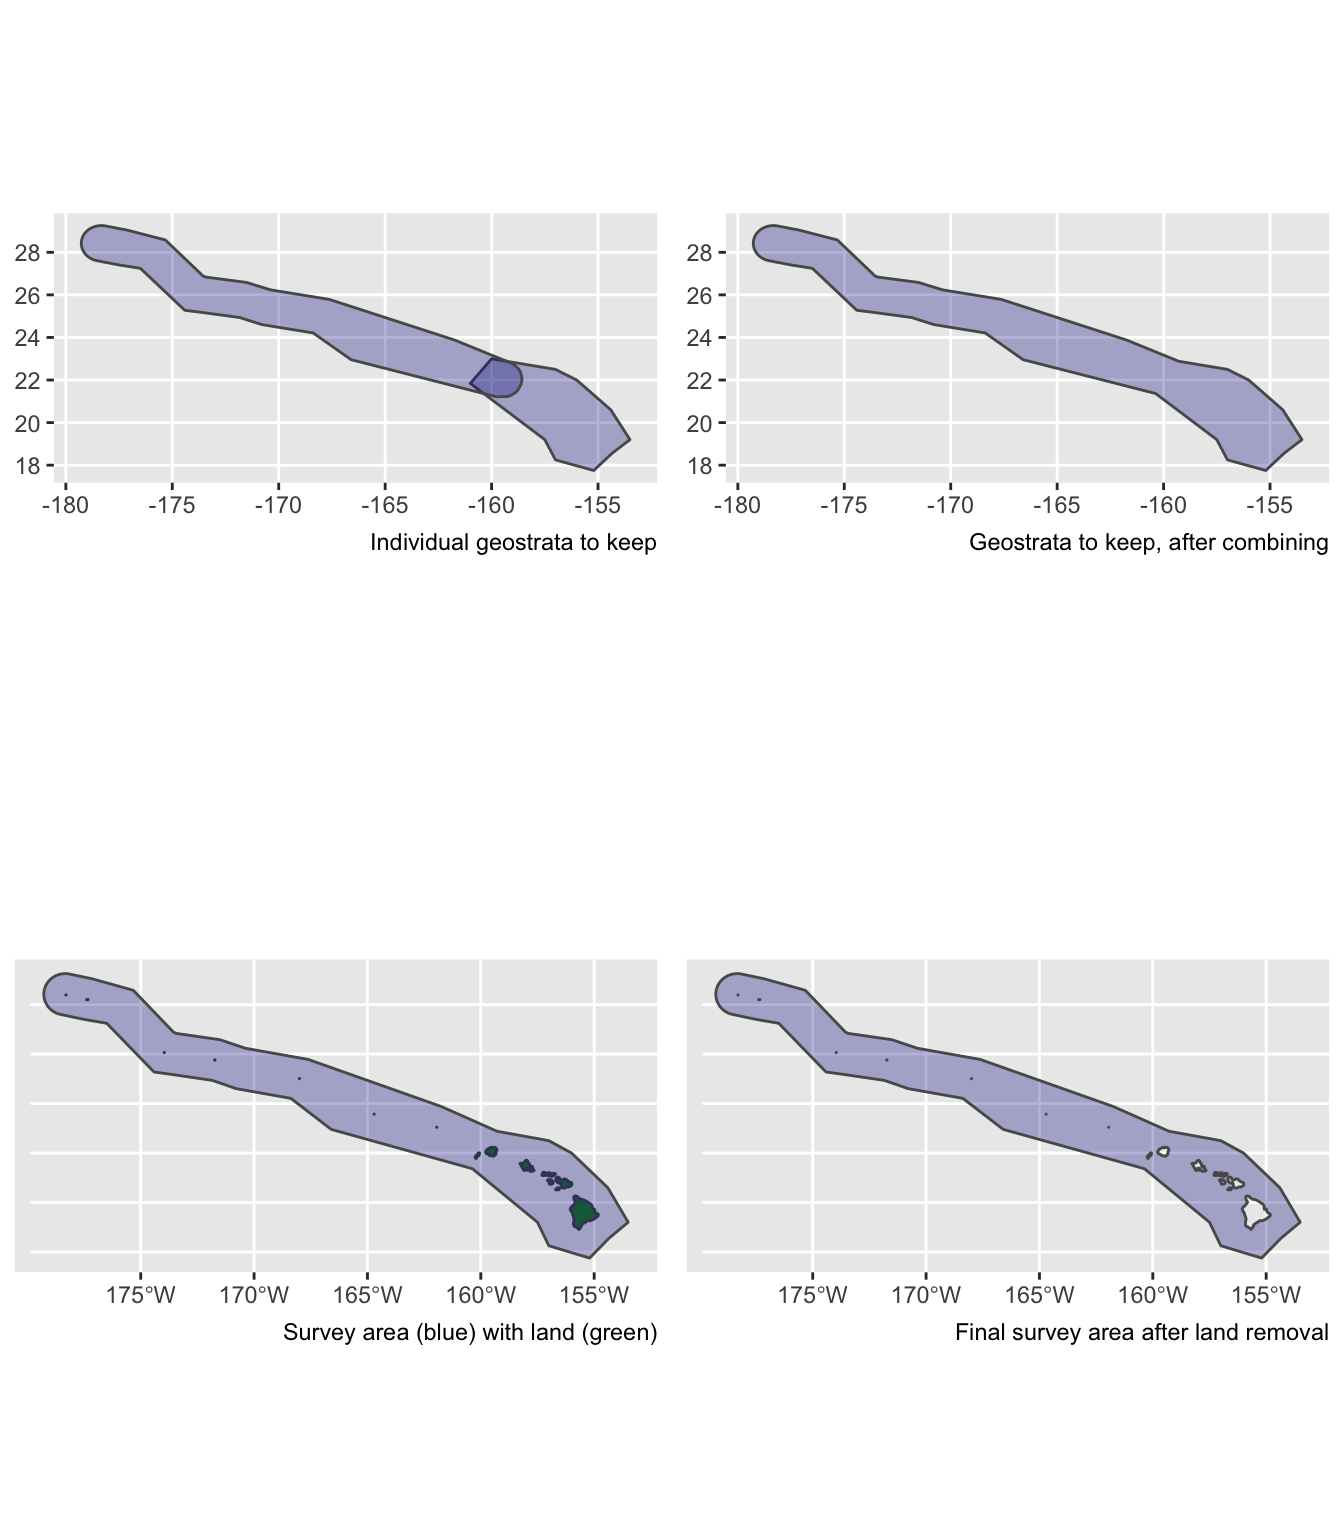 28
26
24
22
20
18
-180 -175 -170 -165 -160 -155
Individual geostrata to keep
28
26
24
22
20
18
-180 -175 -170 -165 -160 -155
Geostrata to keep, after combining
175°W 170°W 165°W 160°W 155°W
Survey area (blue) with land (green)
175°W 170°W 165°W 160°W 155°W
Final survey area after land removal